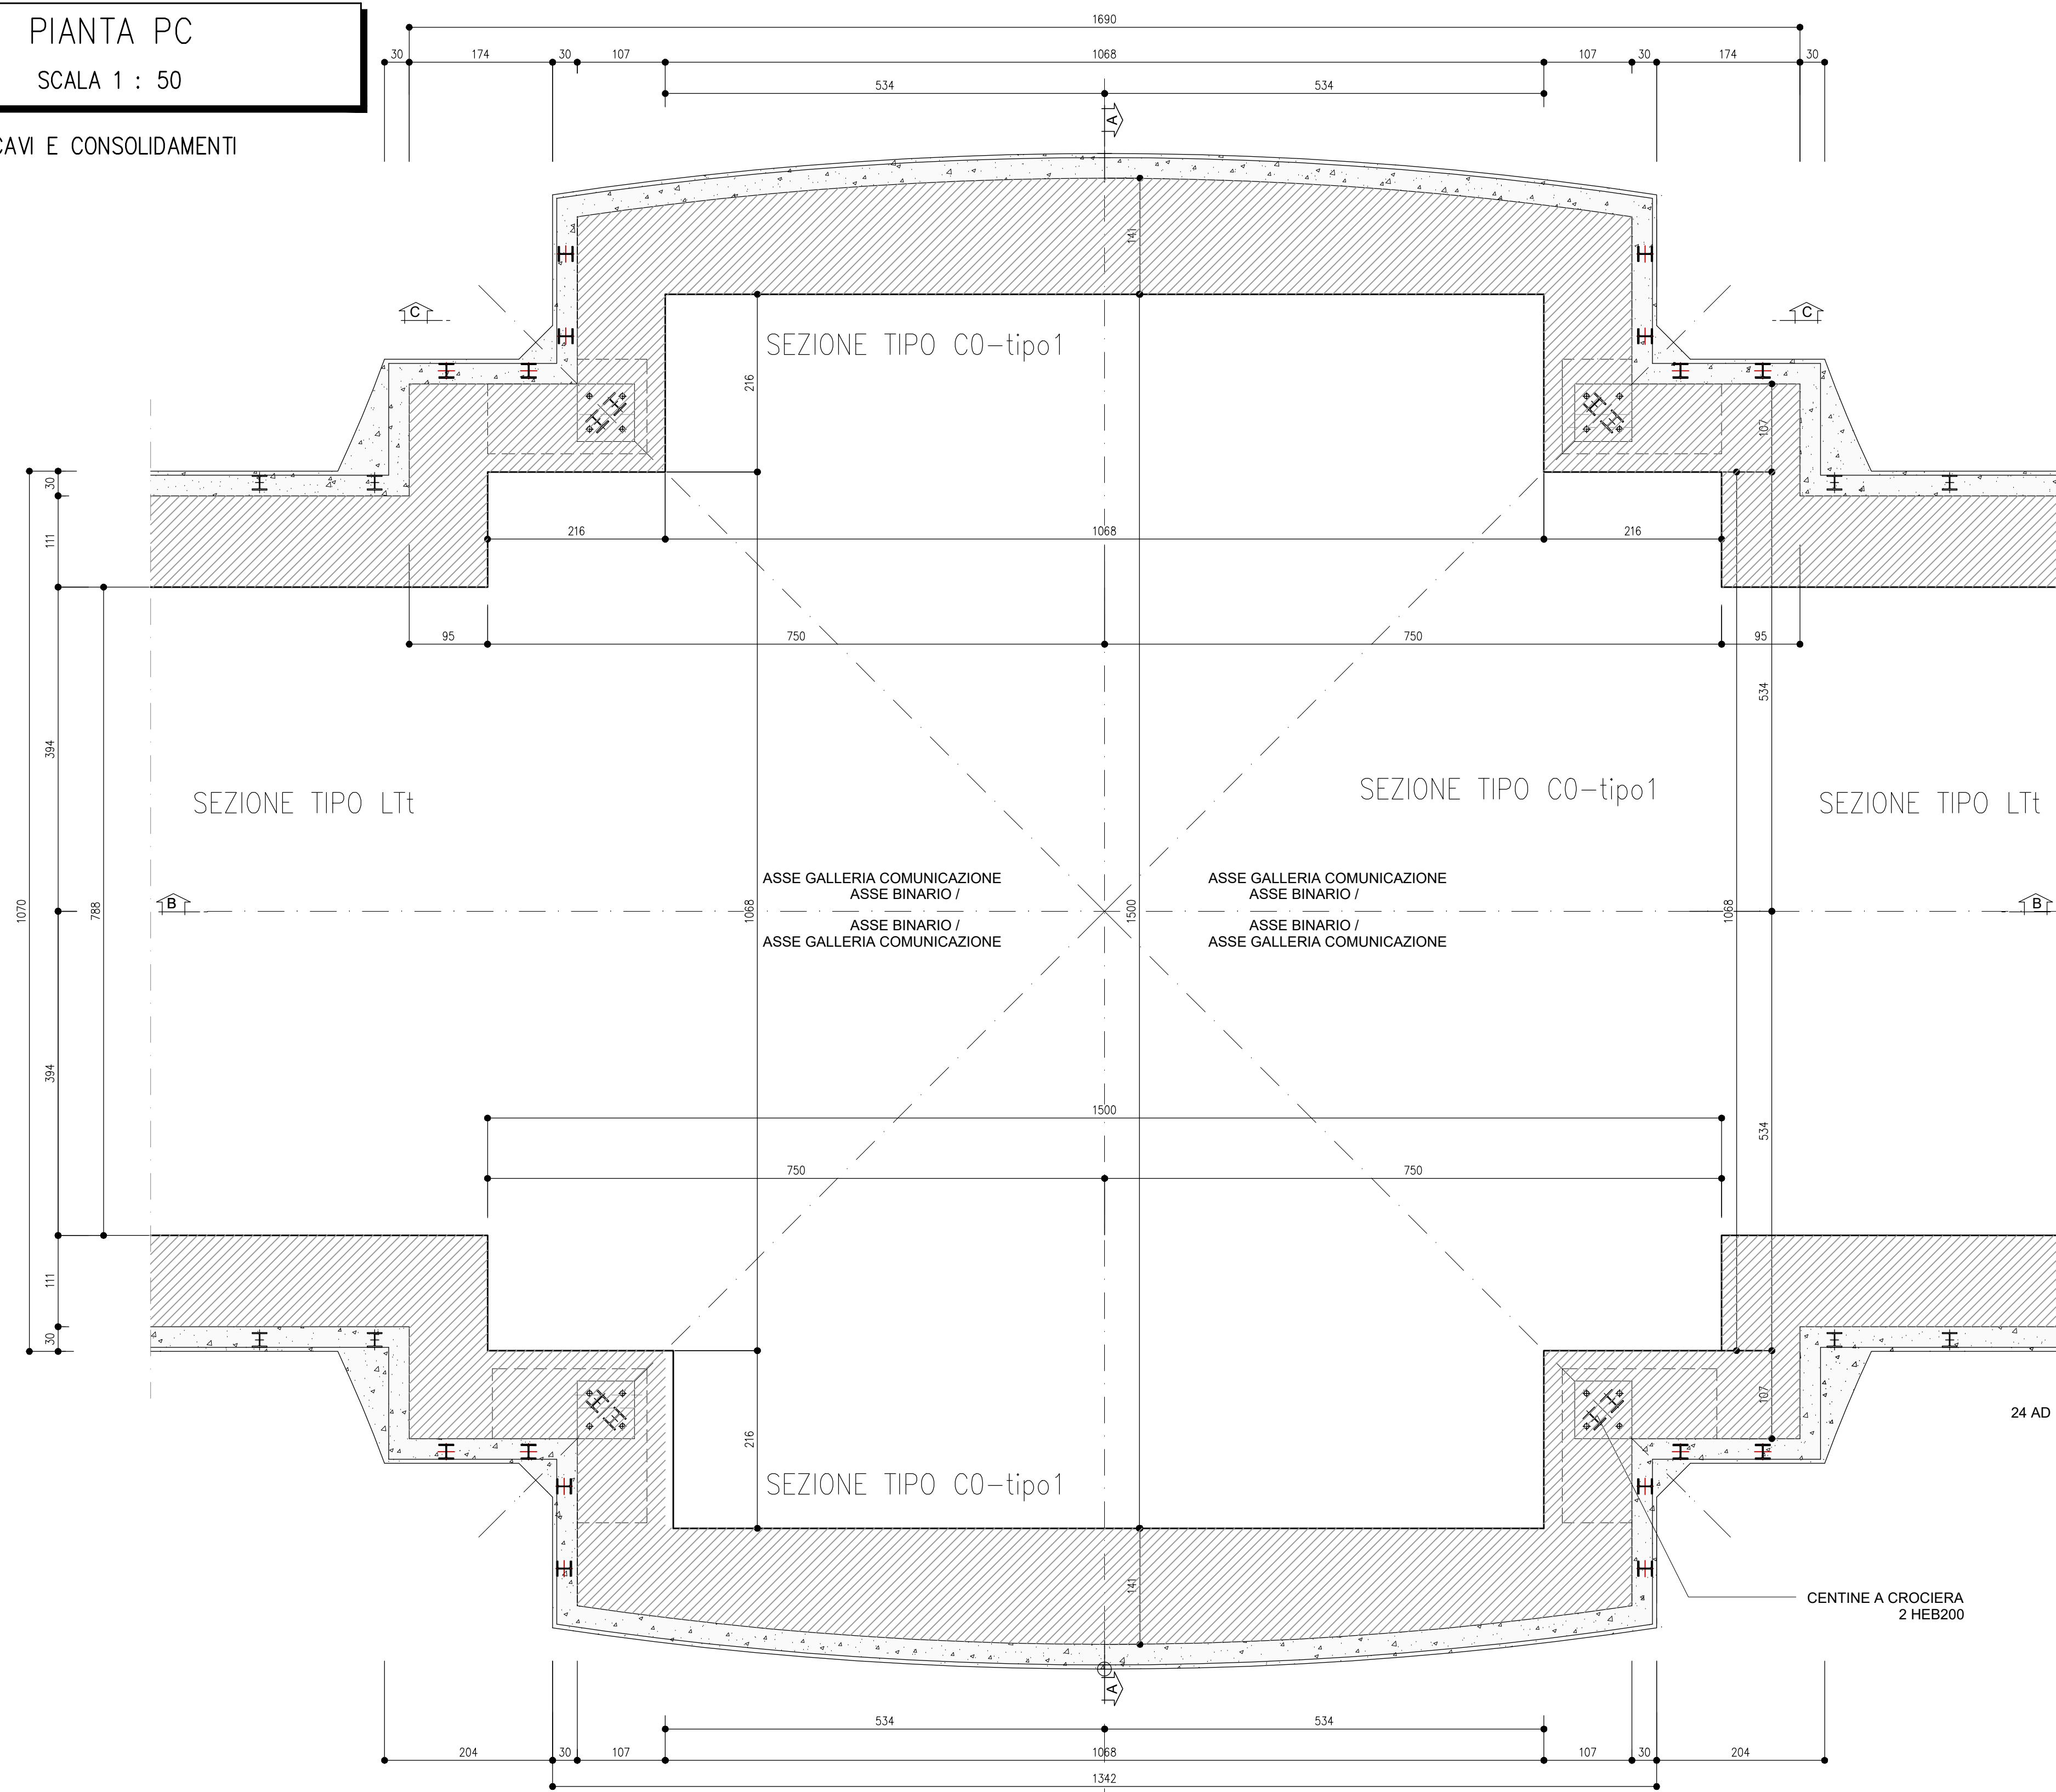 PIANTA PC
SCALA 1 : 50
CAVI E CONSOLIDAMENTI
1690
30 174 30 107 1068 107 30 174 30
534 534
A
141
C C
SEZIONE TIPO C0-tipo1
216
107
30
111
216 1068 216
95 750 750 95
534
394
SEZIONE TIPO LTt
SEZIONE TIPO C0-tipo1
SEZIONE TIPO LTt
ASSE GALLERIA COMUNICAZIONE
ASSE BINARIO /
ASSE GALLERIA COMUNICAZIONE
ASSE BINARIO /
B B
1070 788 1068 1500 1068
ASSE BINARIO /
ASSE GALLERIA COMUNICAZIONE
ASSE BINARIO /
ASSE GALLERIA COMUNICAZIONE
394
1500
534
750 750
111
30
107
24 AD
216
SEZIONE TIPO C0-tipo1
141
CENTINE A CROCIERA
2 HEB200
A
534 534
204 30 107 1068 107 30 204
1342